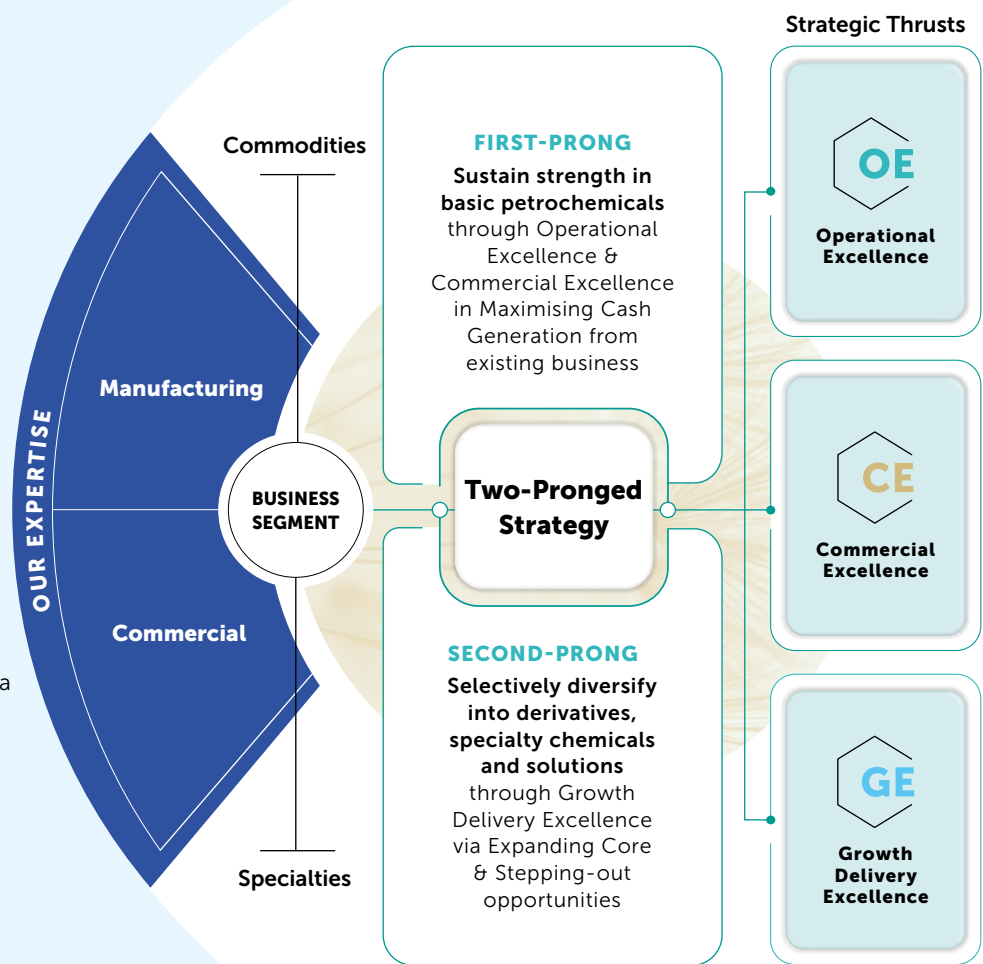 Strategic Thrusts
OUR EXPERTISE
Manufacturing
Commercial
a
Commodities
BUSINESS
SEGMENT
Specialties
FIRST-PRONG
Sustain strength in
basic petrochemicals
through Operational
Excellence &
Commercial Excellence
in Maximising Cash
Generation from
existing business
Two-Pronged
Strategy
SECOND-PRONG
Selectively diversify
into derivatives,
specialty chemicals
and solutions
through Growth
Delivery Excellence
via Expanding Core
& Stepping-out
opportunities
OE
Operational
Excellence
CE
Commercial
Excellence
GE
Growth
Delivery
Excellence